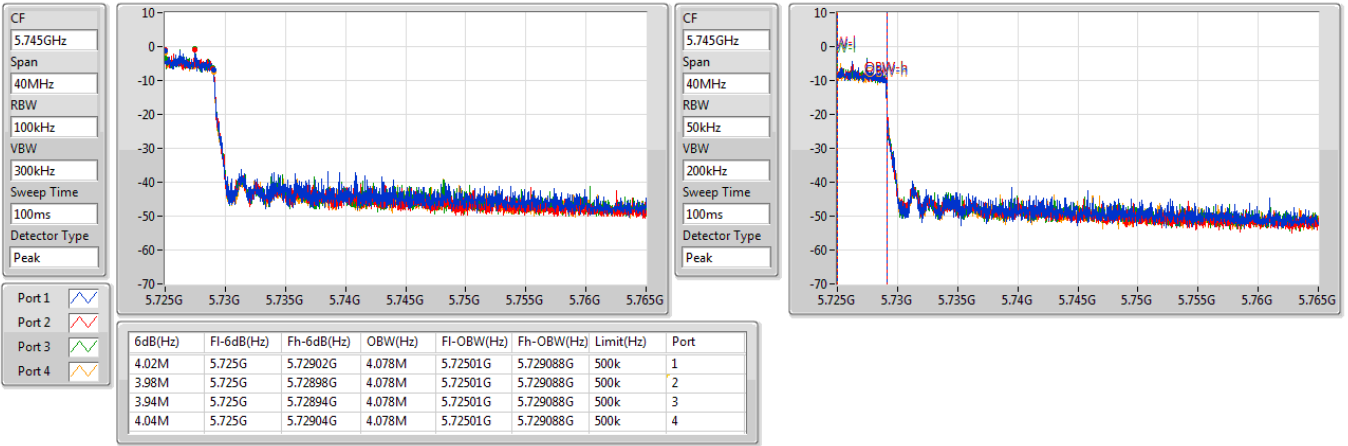 CF
5.745GHz
Span
40MHz
RBW
100kHz
VBW
300kHz
Sweep Time
100ms
Detector Type
Peak
10
0
-10
-20
-30
-40
-50
-60
-70
5.725G 5.73G 5.735G 5.74G 5.745G 5.75G 5.755G 5.76G 5.765G
CF
5.745GHz
Span
40MHz
RBW
50kHz
VBW
200kHz
Sweep Time
100ms
Detector Type
Peak
10
0
-10
-20
-30
-40
-50
-60
-70
OBW-h
5.725G 5.73G 5.735G 5.74G 5.745G 5.75G 5.755G 5.76G 5.765G
Port 1
Port 2
Port 3
Port 4
6dB(Hz) Fl-6dB(Hz) Fh-6dB(Hz) OBW(Hz) Fl-OBW(Hz) Fh-OBW(Hz) Limit(Hz) Port
4.02M 5.725G 5.72902G 4.078M 5.72501G 5.729088G 500k 1
3.98M 5.725G 5.72898G 4.078M 5.72501G 5.729088G 500k 2
3.94M 5.725G 5.72894G 4.078M 5.72501G 5.729088G 500k 3
4.04M 5.725G 5.72904G 4.078M 5.72501G 5.729088G 500k 4